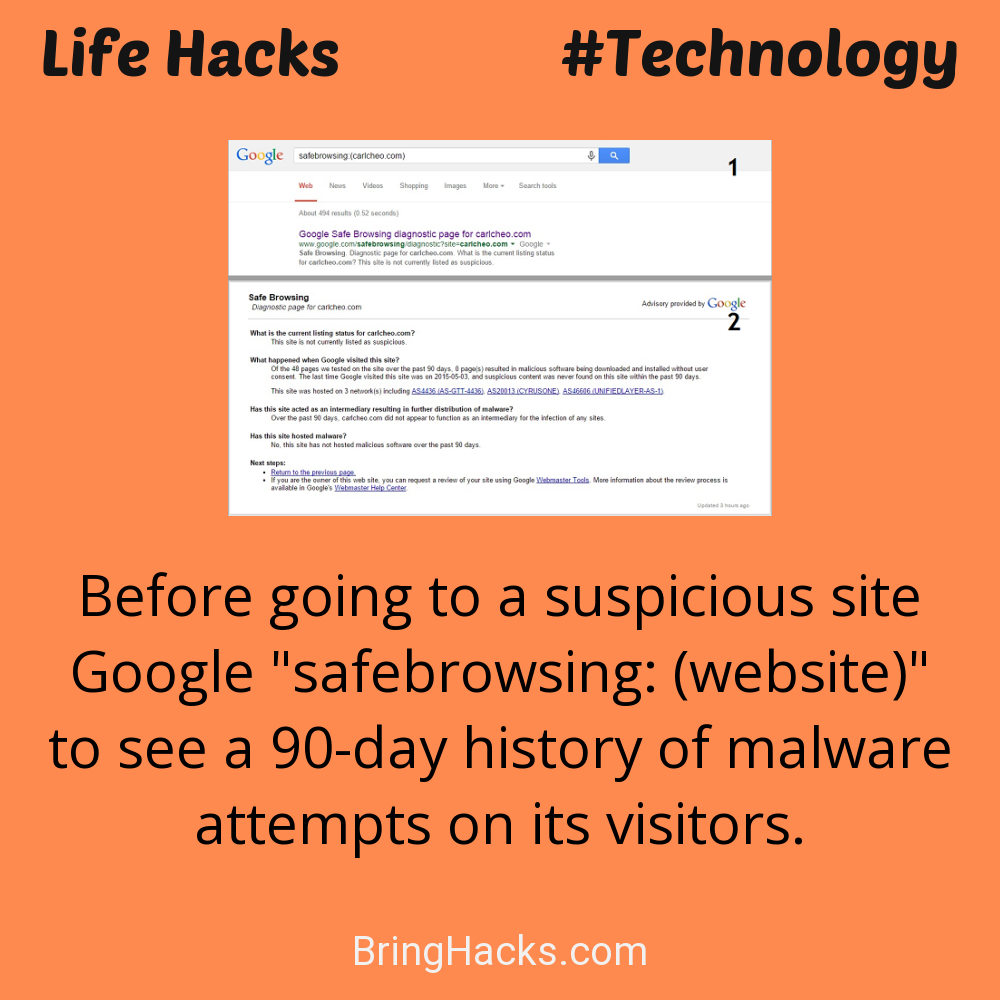 Life Hacks #Technology
Google safebrowsing:(carlcheo.com)
1
Web News Videos Shopping Images More Search tools
About 494 results (0.52 seconds)
Google Safe Browsing diagnostic page for carlcheo.com
www.google.com/safebrowsing/diagnostic?site=carlcheo.com Google
Safe Browsing. Diagnostic page for carlcheo.com. What is the current listing status
for carlcheo.com? This site is not currently listed as suspicious.
Safe Browsing
Diagnostic page for carlcheo.com
Advisory provided by Google
2
What is the current listing status for carlcheo.com?
This site is not currently listed as suspicious.
What happened when Google visited this site?
Of the 48 pages we tested on the site over the past 90 days, 0 page(s) resulted in malicious software being downloaded and installed without user
consent. The last time Google visited this site was on 2015-05-03, and suspicious content was never found on this site within the past 90 days.
This site was hosted on 3 network(s) including AS4436 (AS-GTT-4436), AS20013 (CYRUSONE), AS46606 (UNIFIEDLAYER-AS-1).
Has this site acted as an intermediary resulting in further distribution of malware?
Over the past 90 days, carlcheo.com did not appear to function as an intermediary for the infection of any sites.
Has this site hosted malware?
No, this site has not hosted malicious software over the past 90 days.
Next steps:
• Return to the previous page.
• If you are the owner of this web site, you can request a review of your site using Google Webmaster Tools. More information about the review process is
available in Google's Webmaster Help Center.
Updated 3 hours ago
Before going to a suspicious site
Google "safebrowsing: (website)"
to see a 90-day history of malware
attempts on its visitors.
BringHacks.com